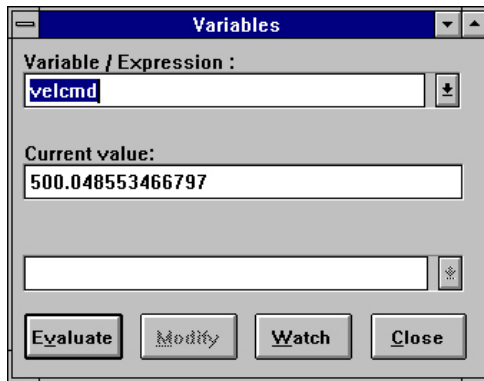 Variables
Variable / Expression :
velcmd
Current value:
500.048553466797
Evaluate Modify Watch Close